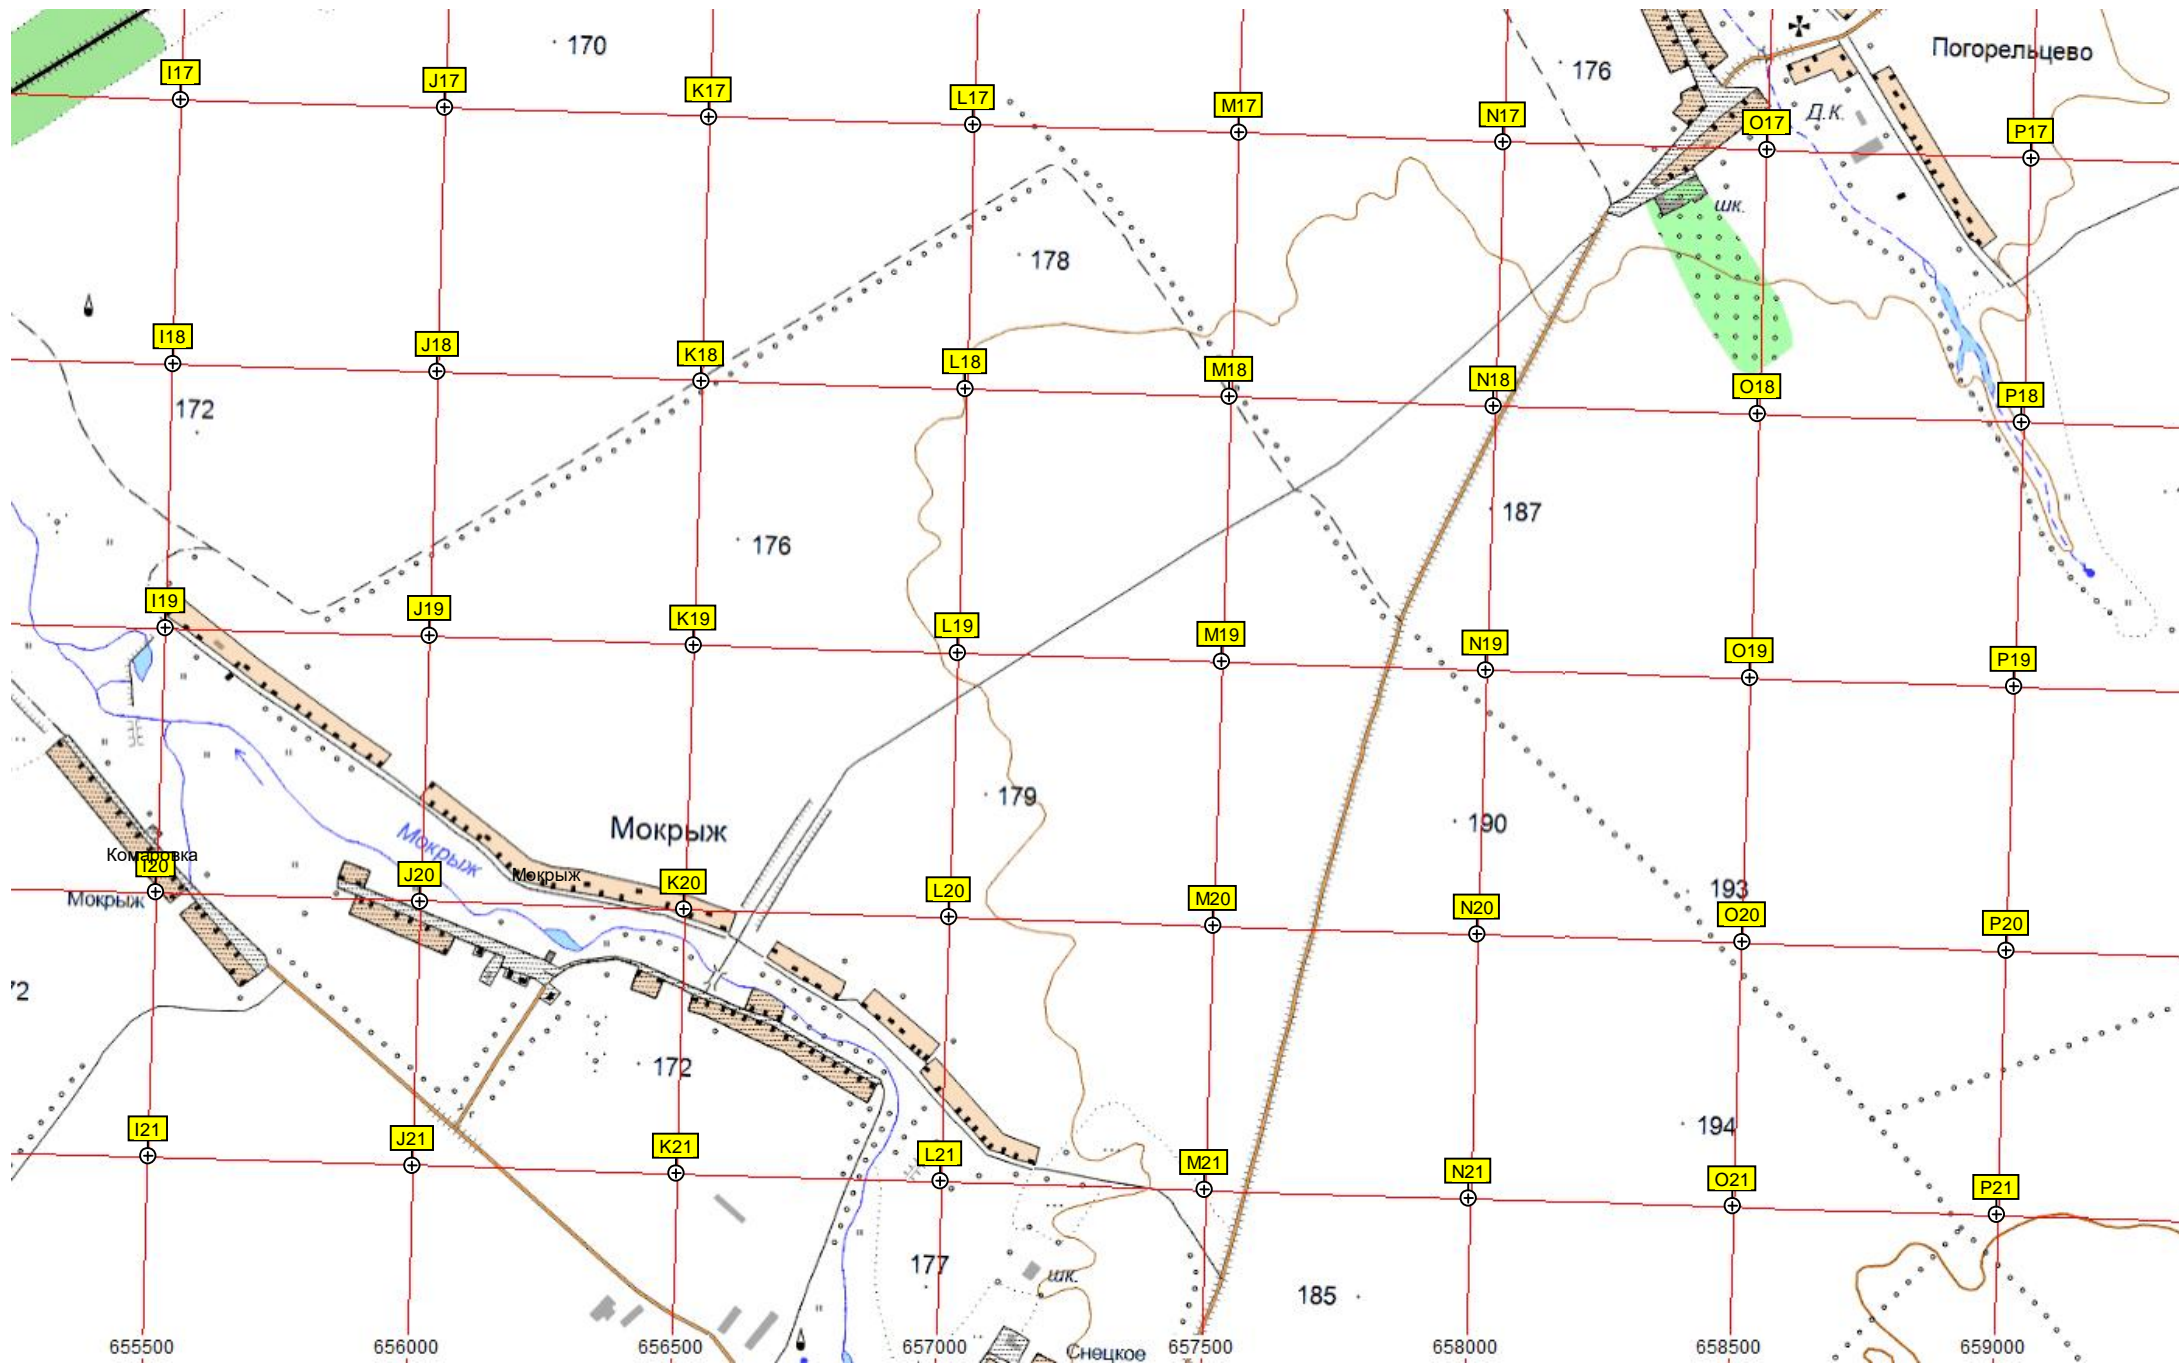 170
Погорельцево
176
I17
J17
K17
L17
M17
N17
O17
P17
Д.К.
шк.
178
I18
J18
K18
L18
M18
N18
O18
P18
172
187
176
I19
J19
K19
L19
M19
N19
O19
P19
179
190
Мокрыж
Мокрыж
Комаровка
Мокрыж
I20
J20
K20
L20
M20
N20
193
O20
P20
Мокрыж
72
172
194
I21
J21
K21
L21
M21
N21
O21
P21
177
шк.
185
Снецкое
655500
656000
656500
657000
657500
658000
658500
659000